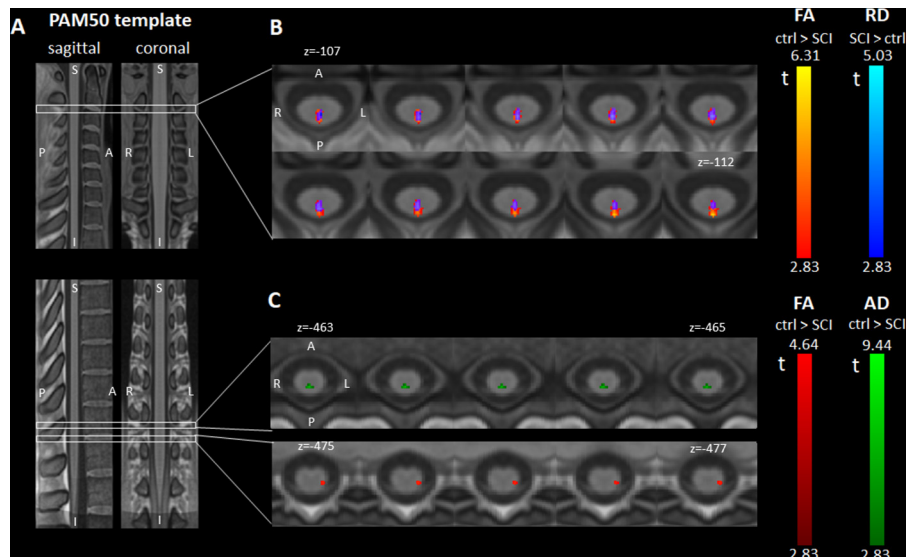 A
PAM50 template
sagittal coronal
S S
P A R L
I I
S
P A R L
I I
B
z=-107
A
R L
P
z=-112
C
z=-463 z=-465
A
R L
P
z=-475 z=-477
FA RD
ctrl > SCI SCI > ctrl
6.31 5.03
t t
2.83 2.83
FA AD
ctrl > SCI ctrl > SCI
4.64 9.44
t t
2.83 2.83